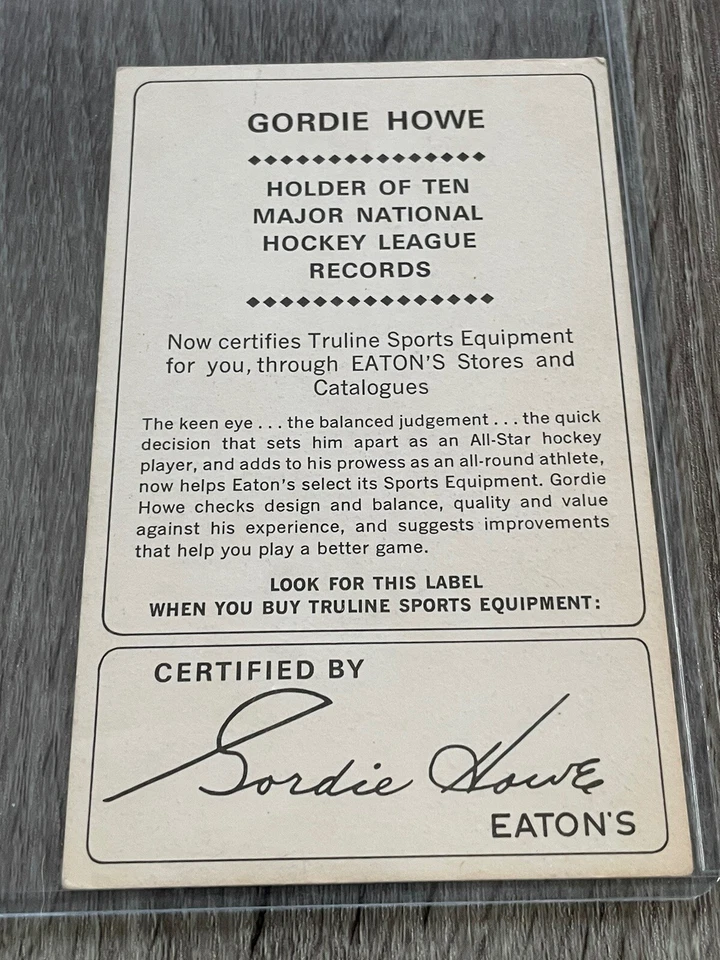 GORDIE HOWE
HOLDER OF TEN
MAJOR NATIONAL
HOCKEY LEAGUE
RECORDS
Now certifies Truline Sports Equipment
for you, through EATON'S Stores and
Catalogues
The keen eye . . . the balanced judgement . . . the quick
decision that sets him apart as an All-Star hockey
player, and adds to his prowess as an all-round athlete,
now helps Eaton's select its Sports Equipment. Gordie
Howe checks design and balance, quality and value
against his experience, and suggests improvements
that help you play a better game.
LOOK FOR THIS LABEL
WHEN YOU BUY TRULINE SPORTS EQUIPMENT:
CERTIFIED BY
Gordie Howe
EATON'S